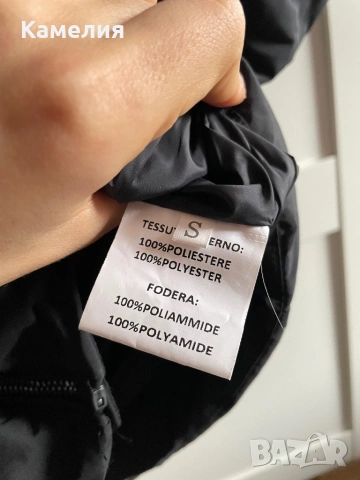 Камелия
S
TESSU ERNO:
100%POLIESTERE
100%POLYESTER
FODERA:
100%POLIAMMIDE
100%POLYAMIDE
BAZAR